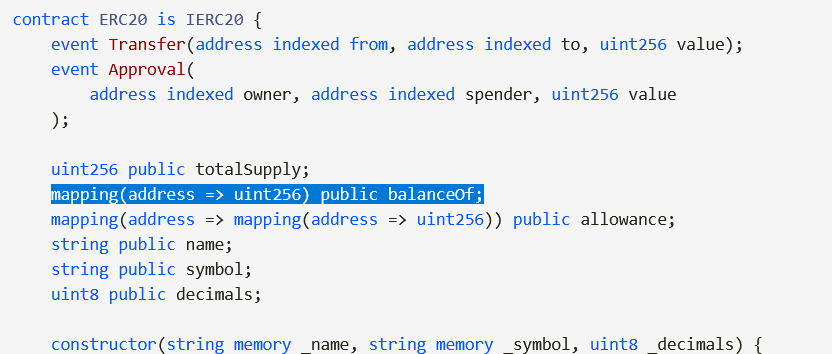 contract ERC20 is IERC20 {
    event Transfer(address indexed from, address indexed to, uint256 value);
    event Approval(
        address indexed owner, address indexed spender, uint256 value
    );

    uint256 public totalSupply;
    mapping(address => uint256) public balanceOf;
    mapping(address => mapping(address => uint256)) public allowance;
    string public name;
    string public symbol;
    uint8 public decimals;

    constructor(string memory _name, string memory _symbol, uint8 _decimals) {